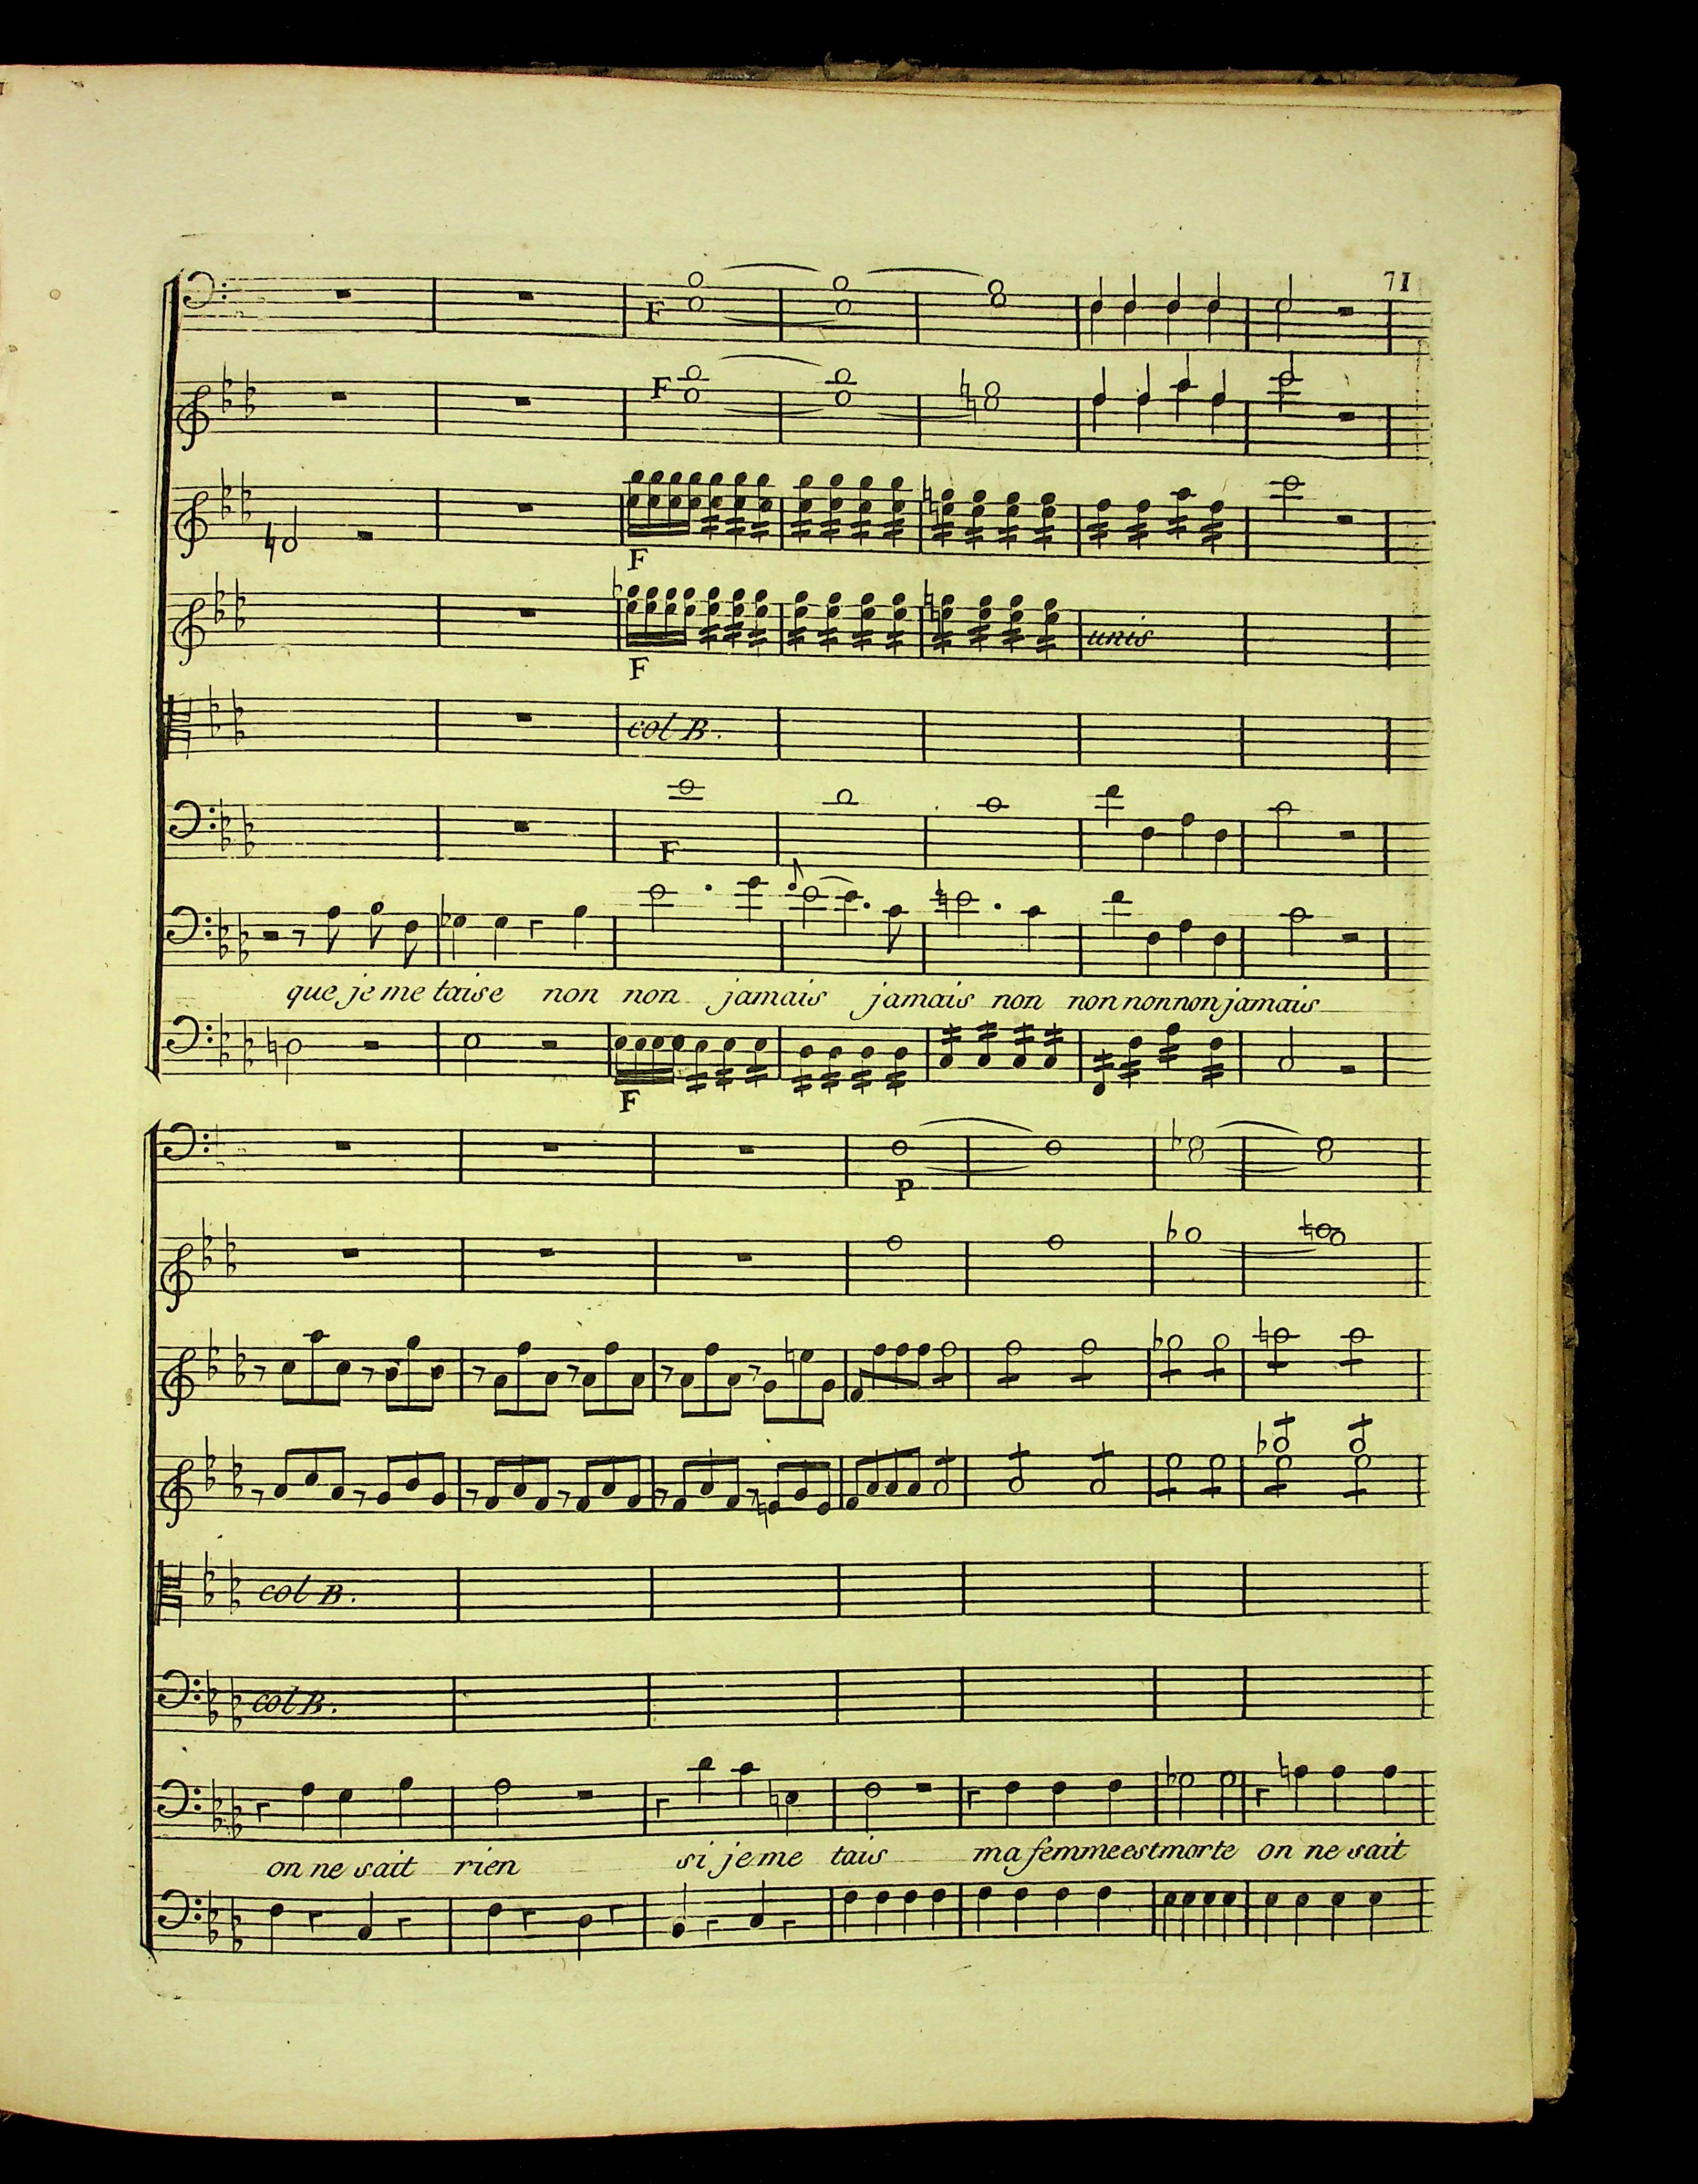 71
F
F
F
F
unis
col B.
F
que je me taise non non jamais jamais non non non non jamais
F
P
col B.
col B.
on ne sait rien si je me tais ma femme est morte on ne sait